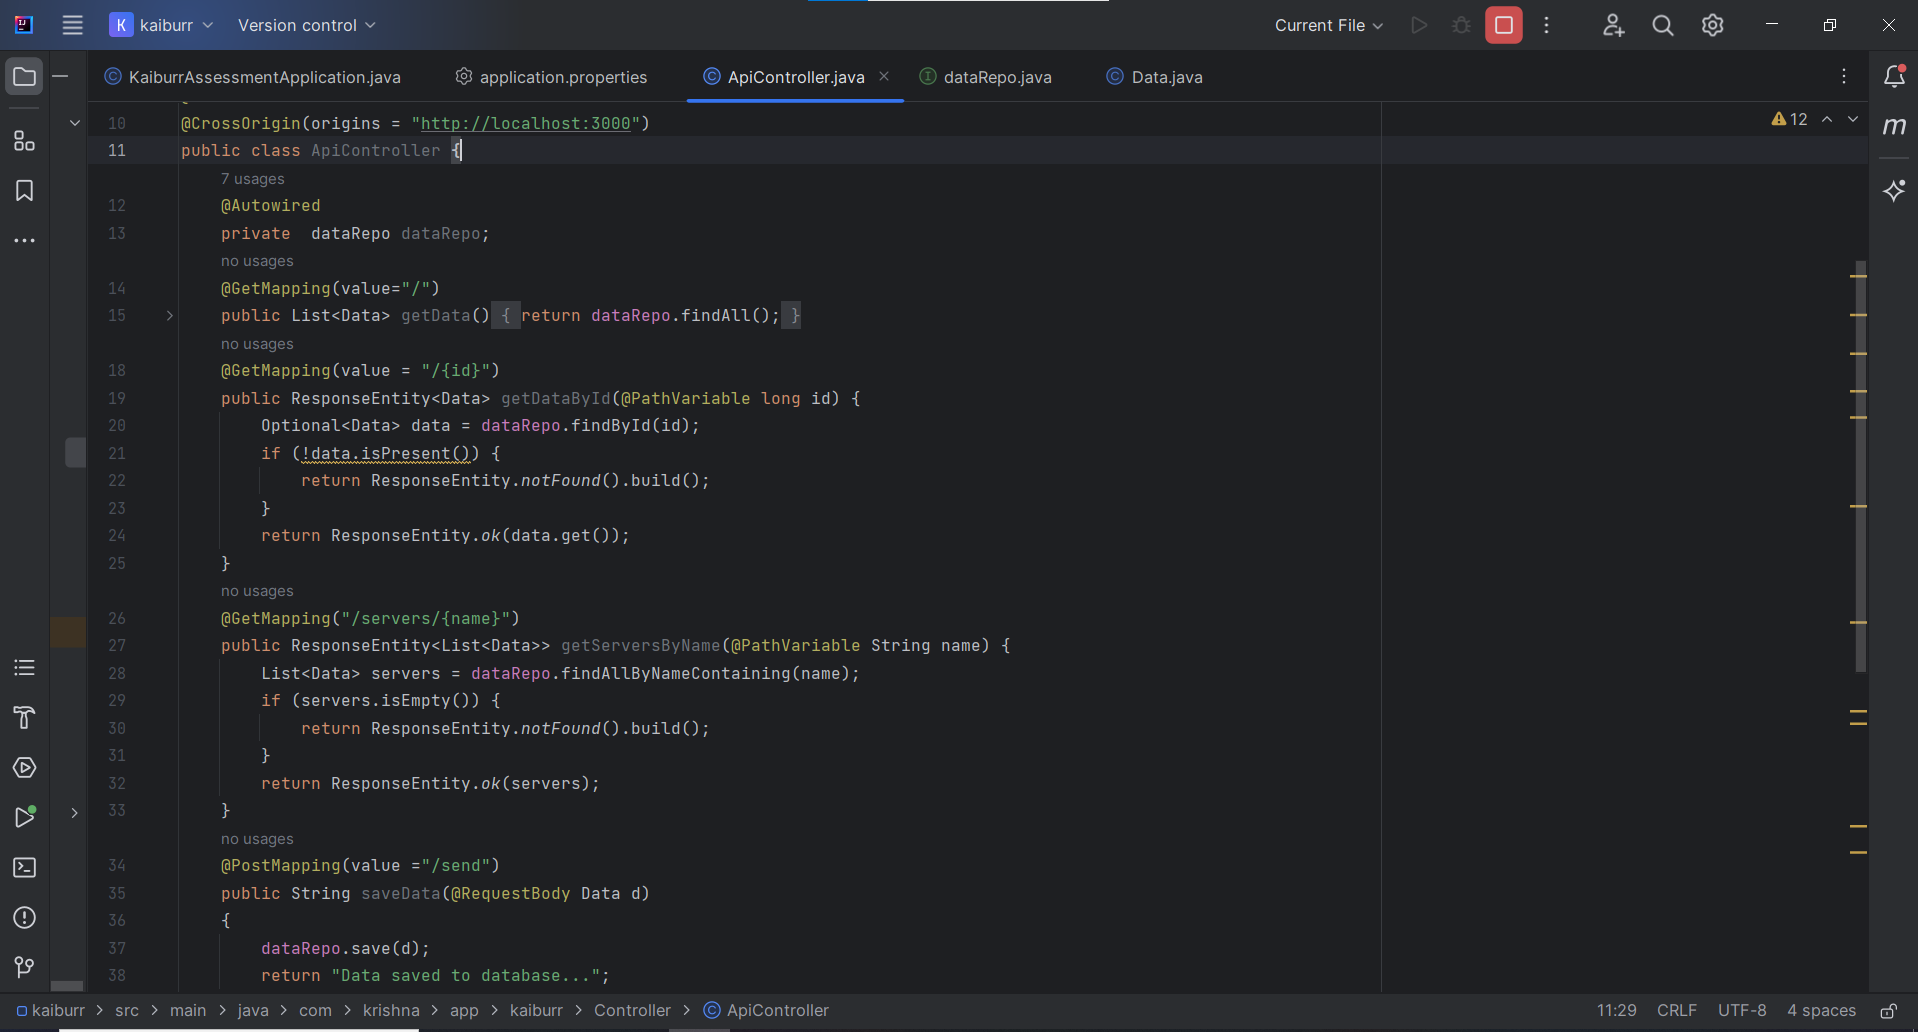 K kaiburr Version control Current File
KaiburrAssessmentApplication.java application.properties ApiController.java dataRepo.java Data.java
10 @CrossOrigin(origins = "http://localhost:3000") 12
11 public class ApiController {
7 usages
12 @Autowired
13 private  dataRepo dataRepo;
no usages
14 @GetMapping(value="/")
15 public List<Data> getData() { return dataRepo.findAll(); }
no usages
18 @GetMapping(value = "/{id}")
19 public ResponseEntity<Data> getDataById(@PathVariable long id) {
20 Optional<Data> data = dataRepo.findById(id);
21 if (!data.isPresent()) {
22 return ResponseEntity.notFound().build();
23 }
24 return ResponseEntity.ok(data.get());
25 }
no usages
26 @GetMapping("/servers/{name}")
27 public ResponseEntity<List<Data>> getServersByName(@PathVariable String name) {
28 List<Data> servers = dataRepo.findAllByNameContaining(name);
29 if (servers.isEmpty()) {
30 return ResponseEntity.notFound().build();
31 }
32 return ResponseEntity.ok(servers);
33 }
no usages
34 @PostMapping(value ="/send")
35 public String saveData(@RequestBody Data d)
36 {
37 dataRepo.save(d);
38 return "Data saved to database...";
kaiburr > src > main > java > com > krishna > app > kaiburr > Controller > ApiController 11:29 CRLF UTF-8 4 spaces